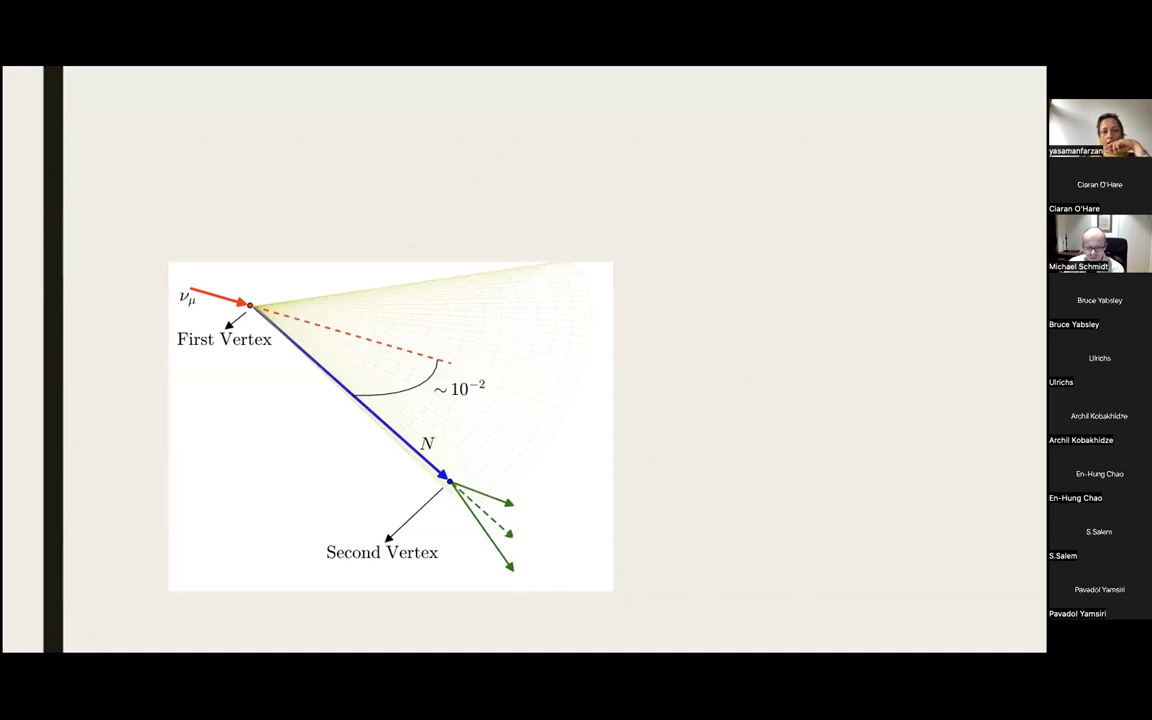 ν_μ
First Vertex
~ 10⁻²
N
Second Vertex
yasamanfarzan
Ciaran O'Hare
Ciaran O'Hare
Michael Schmidt
Bruce Yabsley
Bruce Yabsley
Ulrichs
Ulrichs
Archil Kobakhidze
Archil Kobakhidze
En-Hung Chao
En-Hung Chao
S.Salem
S.Salem
Pavadol Yamsiri
Pavadol Yamsiri